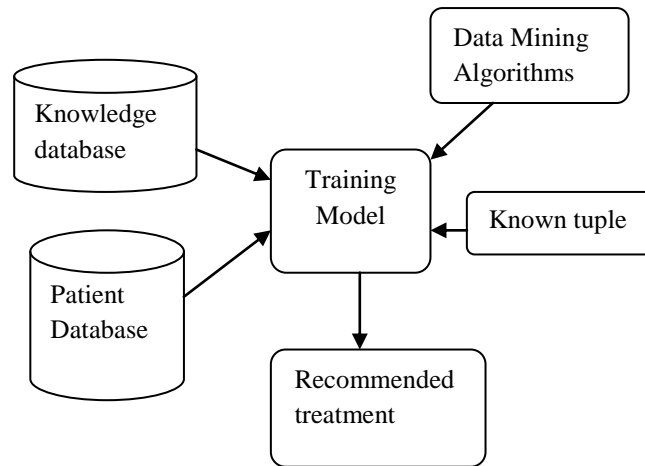 Data Mining
Algorithms
Knowledge
database
Training
Model
Known tuple
Patient
Database
Recommended
treatment